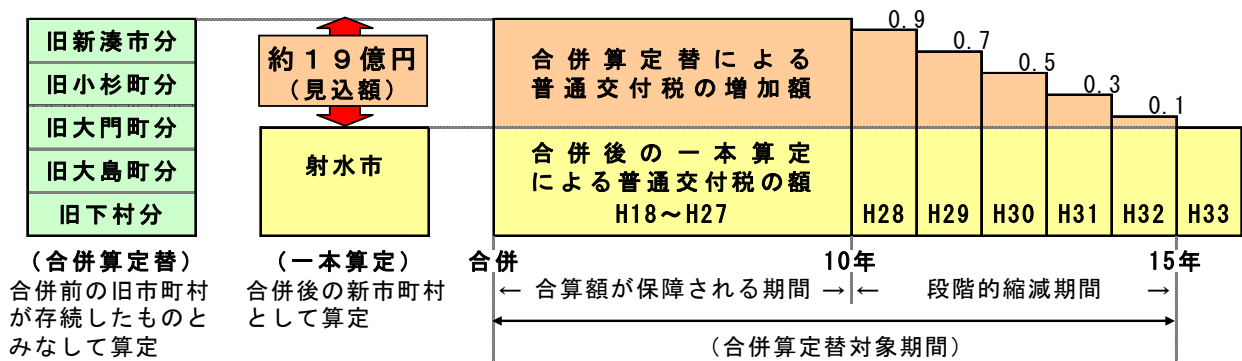 旧新湊市分
旧小杉町分
旧大門町分
旧大島町分
旧下村分
(合併算定替)
合併前の旧市町村
が存続したものと
みなして算定
約19億円
(見込額)
射水市
(一本算定)
合併後の新市町村
として算定
合併算定替による
普通交付税の増加額
合併後の一本算定
による普通交付税の額
H18～H27
0.9
0.7
0.5
0.3
0.1
H28
H29
H30
H31
H32
H33
合併
10年
15年
← 合算額が保障される期間 →
← 段階的縮減期間 →
(合併算定替対象期間)